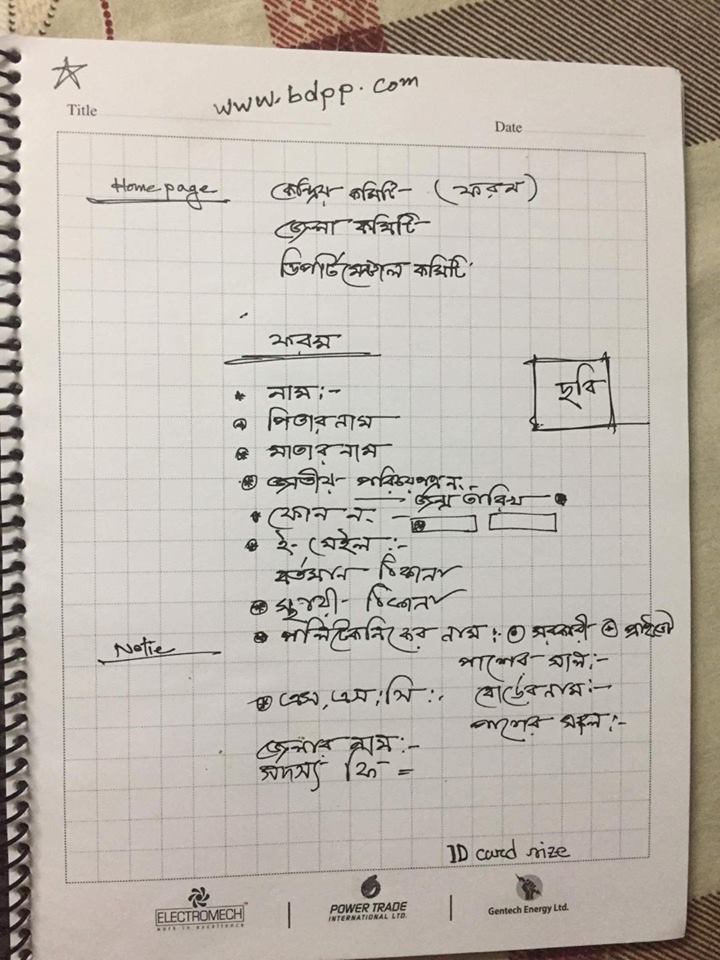 www.bdpp.com
Title
Date
Home page
কেন্দ্রিয় কমিটি - (ফরম)
জেলা কমিটি
ডিপার্টমেন্টাল কমিটি
ফরম
ছবি
* নাম :-
পিতার নাম
মাতার নাম
জাতীয় পরিচয়পত্র নং
জন্ম তারিখ
ফোন নং -
ই-মেইল :-
বর্তমান ঠিকানা
স্থায়ী ঠিকানা
পলিটেকনিকের নাম : সরকারী প্রাইভেট
Notie
পাশের সাল :-
এস, এস, সি :- বোর্ডের নাম :-
পাশের সাল :-
জেলার নাম :-
সদস্য ফি =
ID card size
ELECTROMECH
work in excellence
POWER TRADE
INTERNATIONAL LTD.
Gentech Energy Ltd.